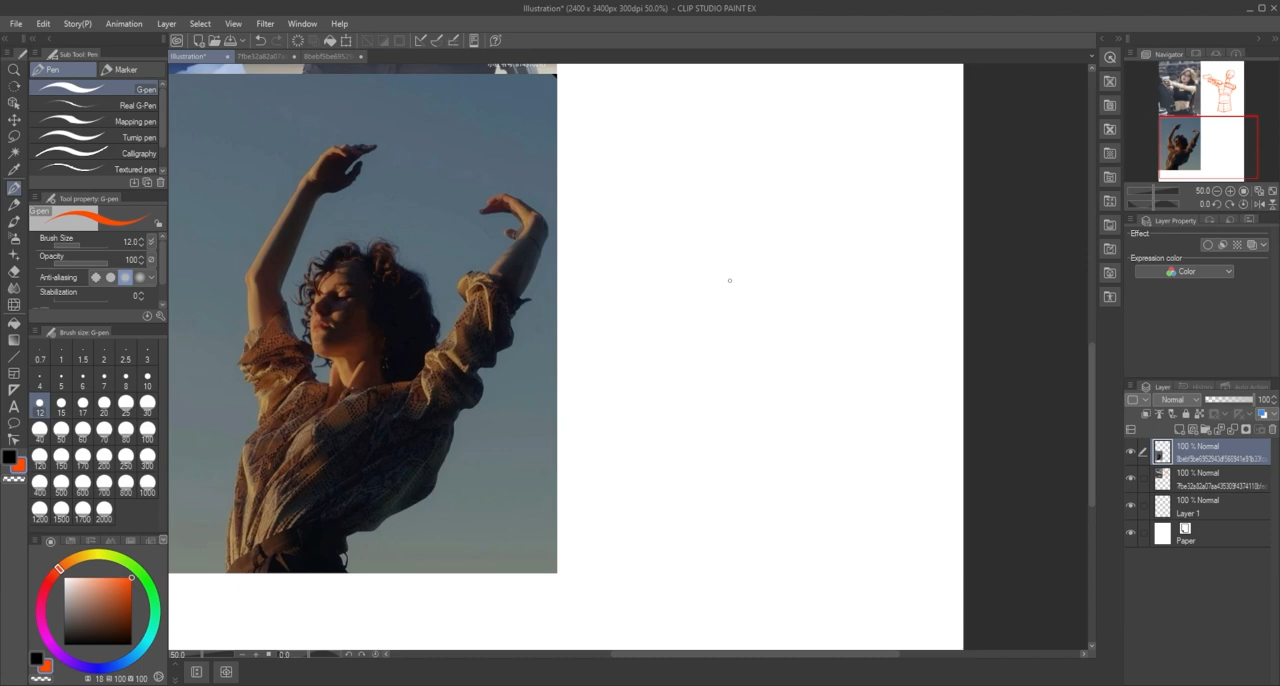 Illustration* (2400 x 3400px 300dpi 50.0%) - CLIP STUDIO PAINT EX
File Edit Story(P) Animation Layer Select View Filter Window Help
Sub Tool: Pen
Illustration*
Pen Marker
G-pen
Real G-Pen
Mapping pen
Turnip pen
Calligraphy
Textured pen
Tool property: G-pen
G-pen
Brush Size 12.0
Opacity 100
Anti-aliasing
Stabilization 0
Brush size: G-pen
0.7 1 1.5 2 2.5 3
4 5 6 7 8 10
12 15 17 20 25 30
40 50 60 70 80 100
120 150 170 200 250 300
400 500 600 700 800 1000
1200 1500 1700 2000
18 100 100
50.0
0.0
Navigator
50.0
0.0
Layer Property
Effect
Expression color
Color
Layer History Auto Action
Normal 100
100 % Normal
100 % Normal
100 % Normal
Layer 1
Paper